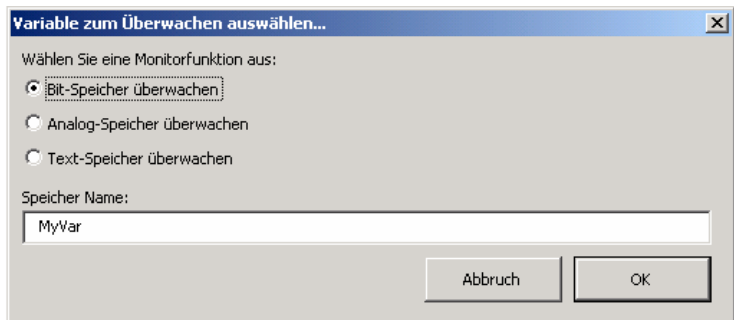 Variable zum Überwachen auswählen...
Wählen Sie eine Monitorfunktion aus:
Bit-Speicher überwachen
Analog-Speicher überwachen
Text-Speicher überwachen
Speicher Name:
MyVar
Abbruch OK